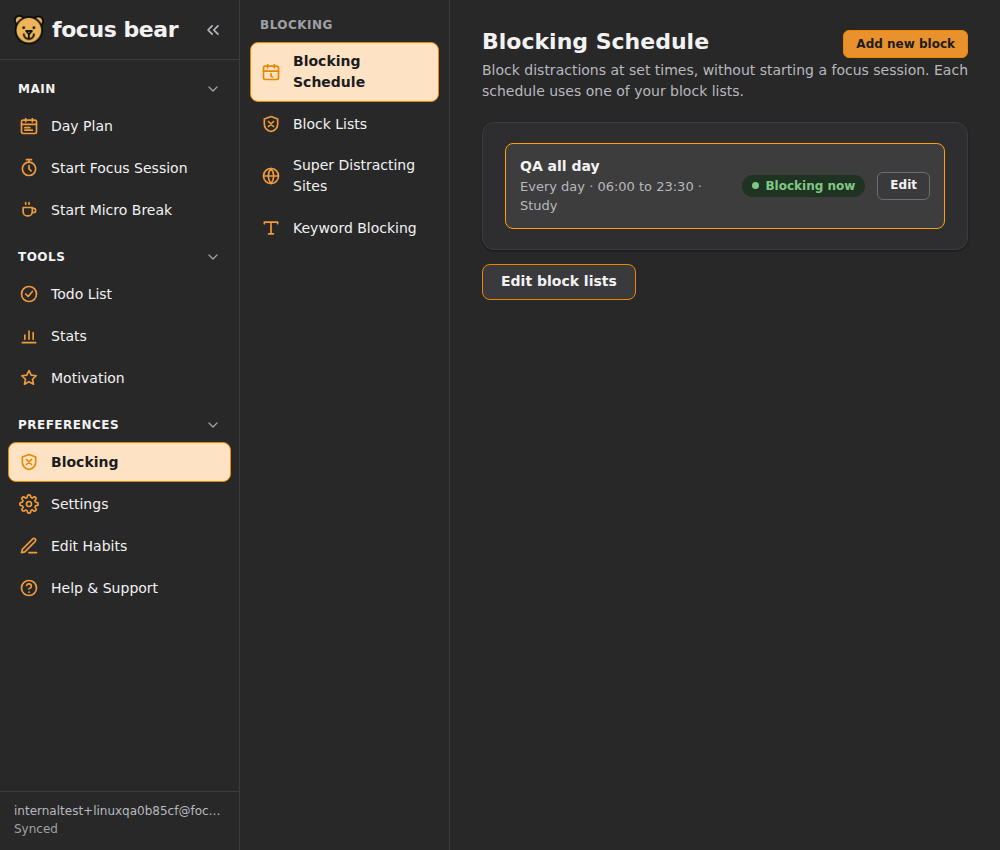 focus bear
MAIN
Day Plan
Start Focus Session
Start Micro Break
TOOLS
Todo List
Stats
Motivation
PREFERENCES
Blocking
Settings
Edit Habits
Help & Support
internaltest+linuxqa0b85cf@foc...
Synced
BLOCKING
Blocking
Schedule
Block Lists
Super Distracting
Sites
Keyword Blocking
Blocking Schedule
Add new block
Block distractions at set times, without starting a focus session. Each
schedule uses one of your block lists.
QA all day
Every day · 06:00 to 23:30 ·
Study
Blocking now
Edit
Edit block lists